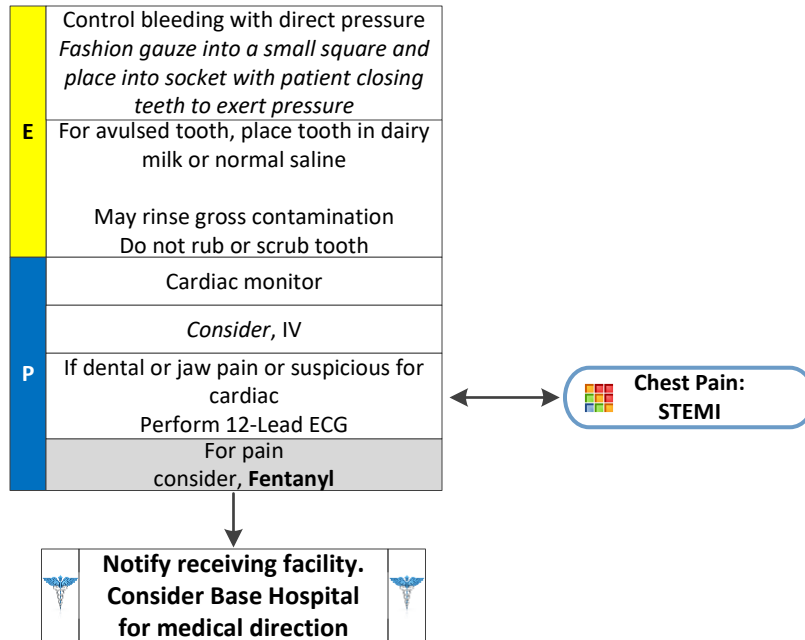 Control bleeding with direct pressure
Fashion gauze into a small square and
place into socket with patient closing
teeth to exert pressure
E
For avulsed tooth, place tooth in dairy
milk or normal saline
May rinse gross contamination
Do not rub or scrub tooth
Cardiac monitor
Consider, IV
P
If dental or jaw pain or suspicious for
cardiac
Perform 12-Lead ECG
Chest Pain:
STEMI
For pain
consider, Fentanyl
Notify receiving facility.
Consider Base Hospital
for medical direction